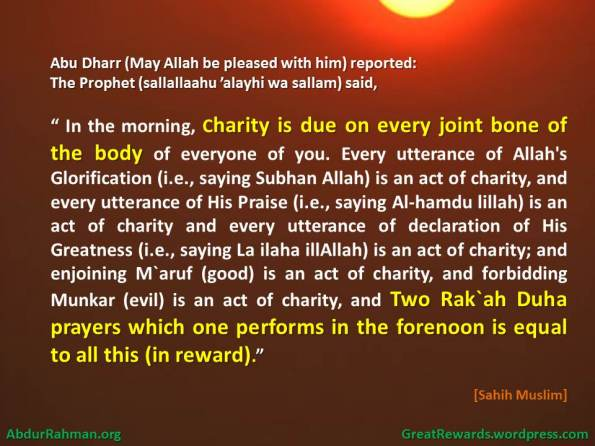 Abu Dharr (May Allah be pleased with him) reported:
The Prophet (sallallaahu ’alayhi wa sallam) said,
“ In the morning, Charity is due on every joint bone of
the body of everyone of you. Every utterance of Allah's
Glorification (i.e., saying Subhan Allah) is an act of charity, and
every utterance of His Praise (i.e., saying Al-hamdu lillah) is an
act of charity and every utterance of declaration of His
Greatness (i.e., saying La ilaha illAllah) is an act of charity; and
enjoining M`aruf (good) is an act of charity, and forbidding
Munkar (evil) is an act of charity, and Two Rak`ah Duha
prayers which one performs in the forenoon is equal
to all this (in reward).”
[Sahih Muslim]
AbdurRahman.org GreatRewards.wordpress.com